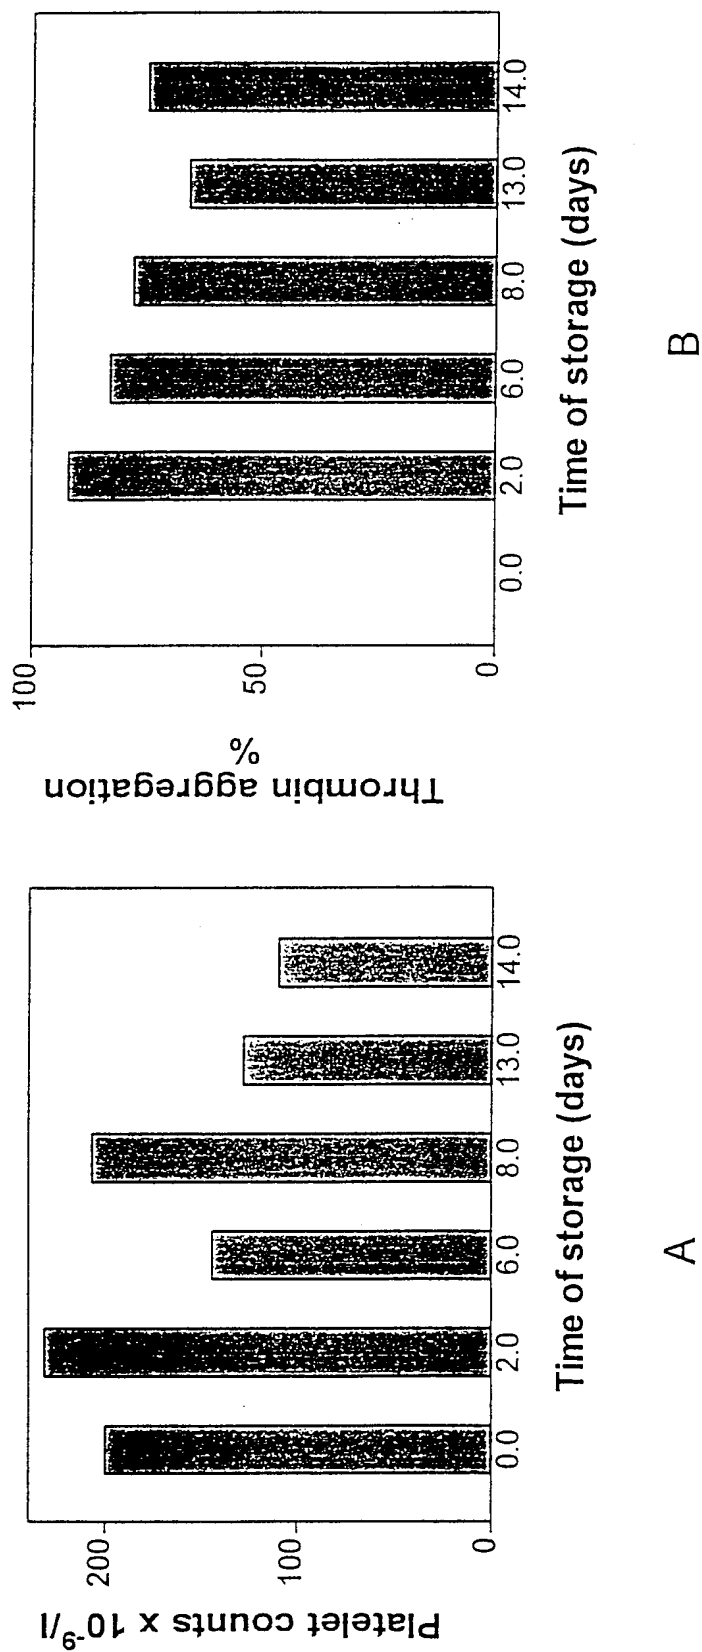 Platelet counts x 10⁻⁹/l
200
100
0
0.0 2.0 6.0 8.0 13.0 14.0
Time of storage (days)
A
Thrombin aggregation
%
100
50
0
0.0 2.0 6.0 8.0 13.0 14.0
Time of storage (days)
B